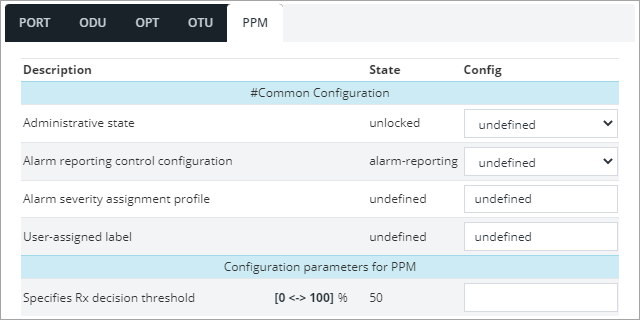 PORT ODU OPT OTU PPM
Description State Config
#Common Configuration
Administrative state unlocked undefined
Alarm reporting control configuration alarm-reporting undefined
Alarm severity assignment profile undefined undefined
User-assigned label undefined undefined
Configuration parameters for PPM
Specifies Rx decision threshold [0 <-> 100] % 50